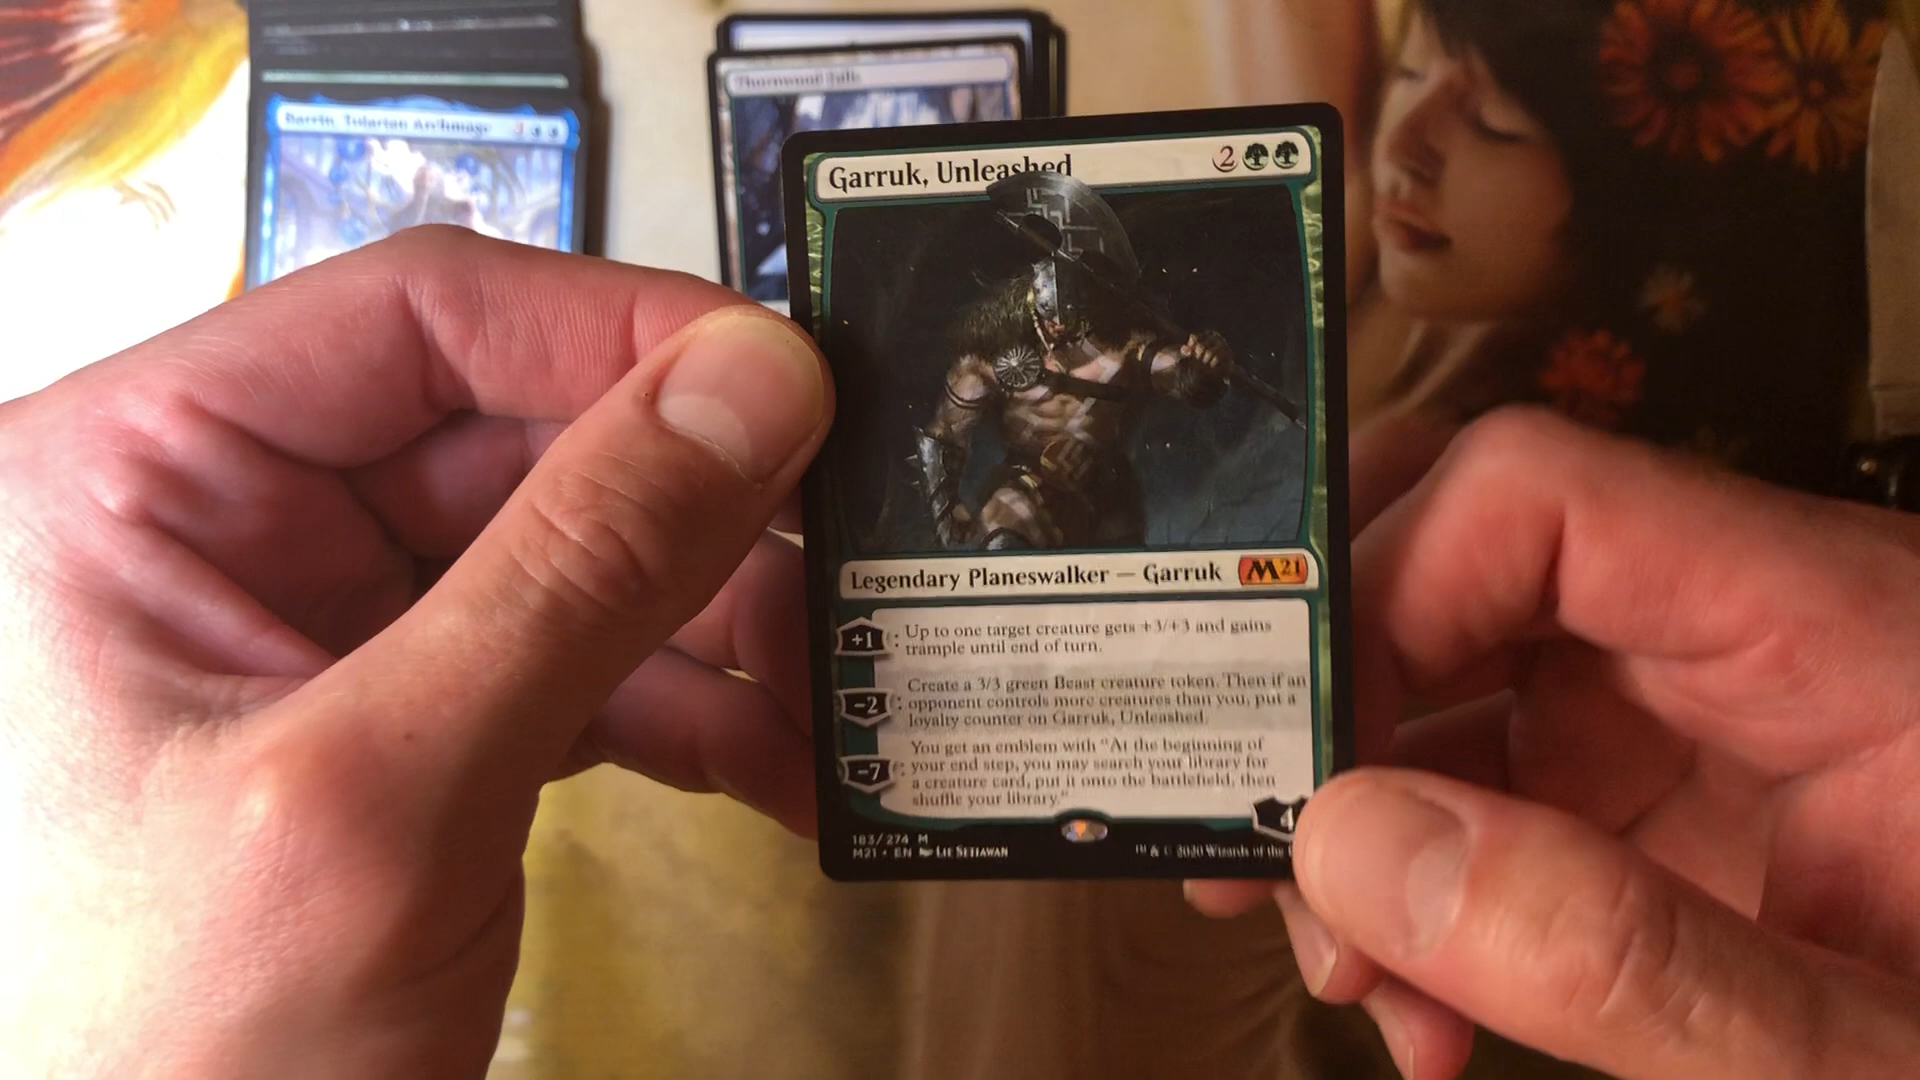 Barrin, Tolarian Archmage
Thornwood Falls
Garruk, Unleashed 2
Legendary Planeswalker — Garruk M21
+1: Up to one target creature gets +3/+3 and gains
trample until end of turn.
Create a 3/3 green Beast creature token. Then if an
−2: opponent controls more creatures than you, put a
loyalty counter on Garruk, Unleashed.
You get an emblem with "At the beginning of
−7: your end step, you may search your library for
a creature card, put it onto the battlefield, then
shuffle your library."
4
183/274 M
M21 • EN Lie Setiawan
™ & © 2020 Wizards of the